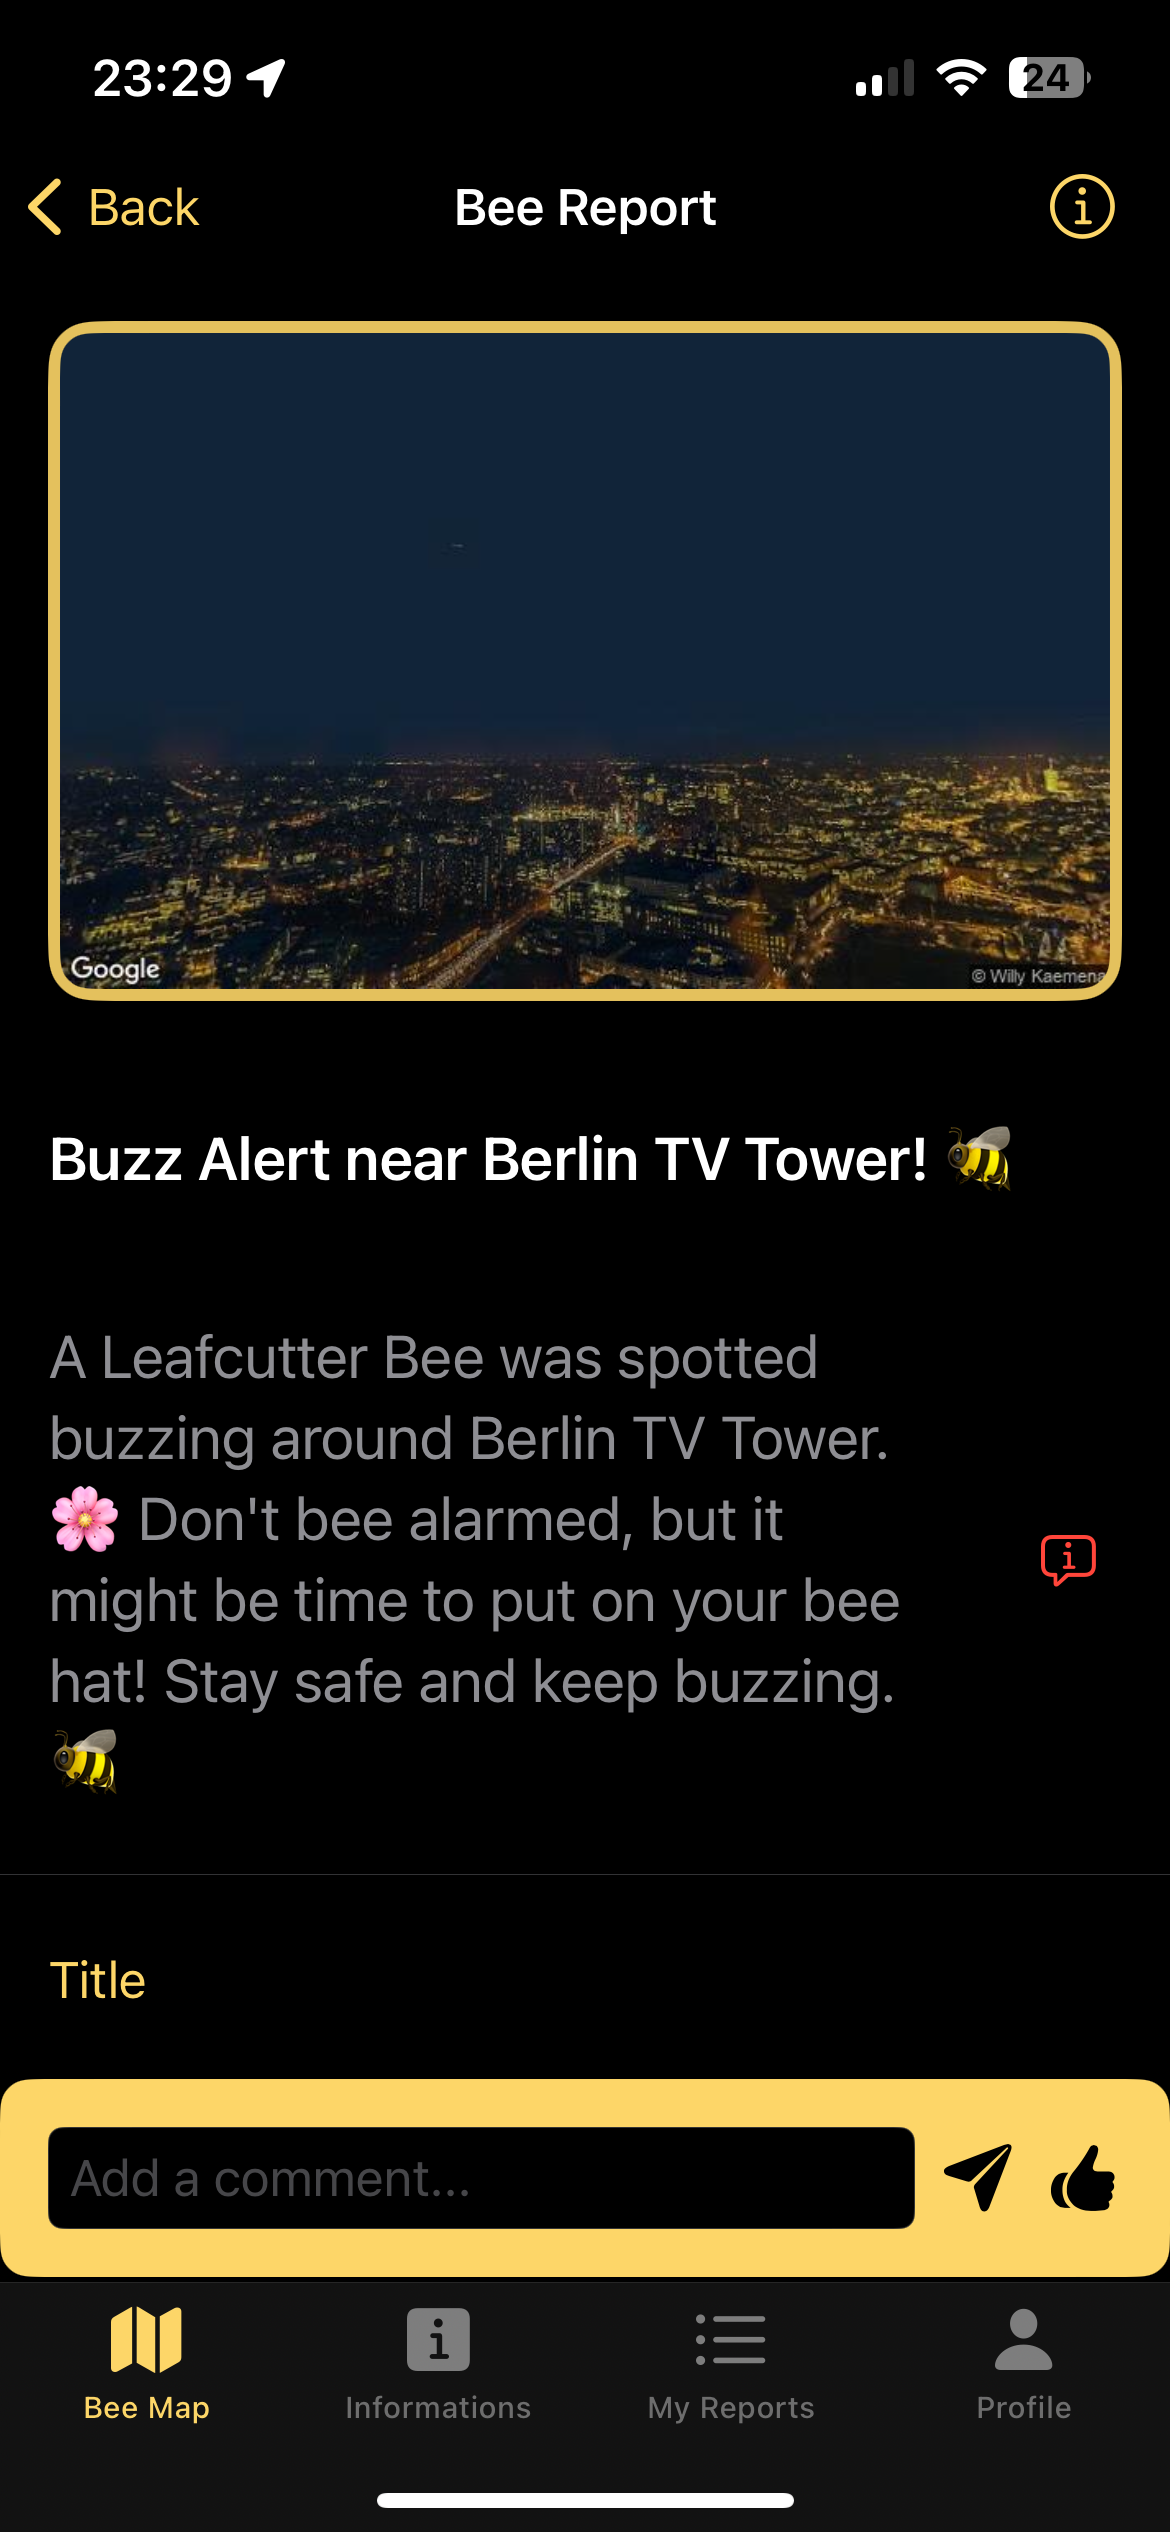 23:29
24
Back
Bee Report
Google
© Willy Kaemena
Buzz Alert near Berlin TV Tower! 🐝
A Leafcutter Bee was spotted
buzzing around Berlin TV Tower.
🌸 Don't bee alarmed, but it
might be time to put on your bee
hat! Stay safe and keep buzzing.
🐝
Title
Add a comment...
Bee Map
Informations
My Reports
Profile